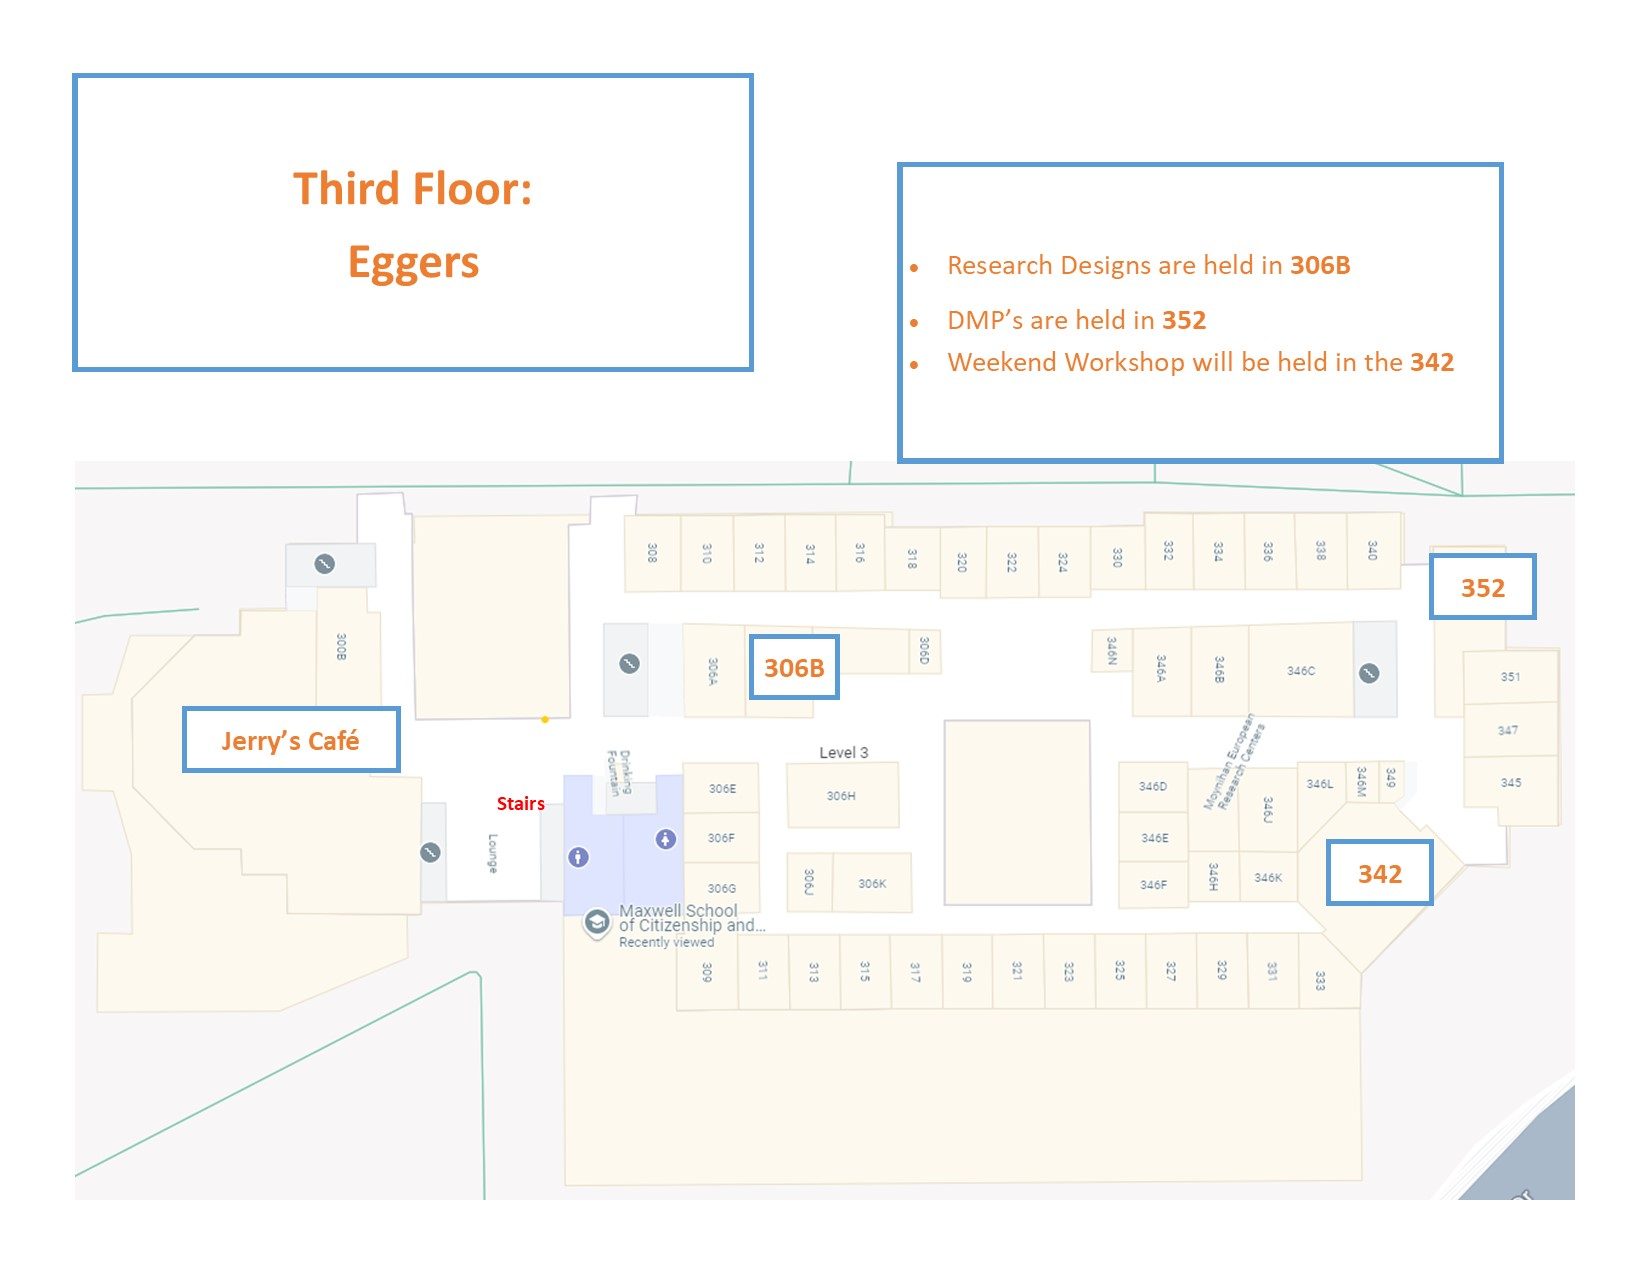 Third Floor:
Eggers
• Research Designs are held in 306B
• DMP's are held in 352
• Weekend Workshop will be held in the 342
308
310
312
314
316
318
320
322
324
330
332
334
336
338
340
352
300B
306A
306B
306D
346N
346A
346B
346C
351
347
345
Jerry's Café
Stairs
Lounge
Drinking
Fountain
Level 3
306E
306H
306F
306G
306J
306K
Moynihan European
Research Centers
346D
346E
346F
346H
346J
346K
346L
346M
349
342
Maxwell School
of Citizenship and...
Recently viewed
309
311
313
315
317
319
321
323
325
327
329
331
333